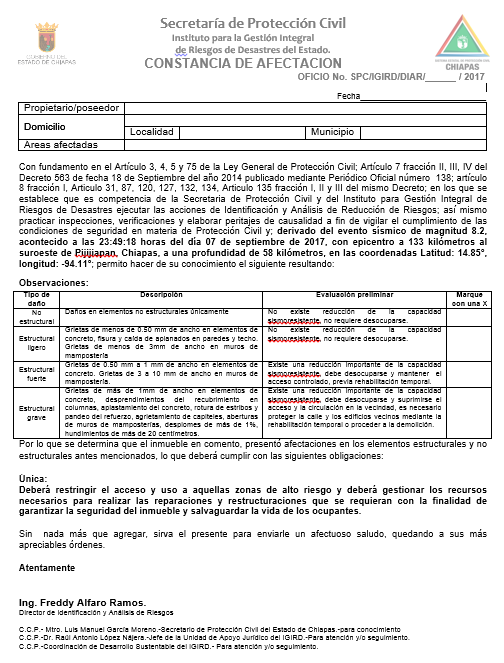 Secretaría de Protección Civil
Instituto para la Gestión Integral
de Riesgos de Desastres del Estado.
CONSTANCIA DE AFECTACION
GOBIERNO DEL
ESTADO DE CHIAPAS
CHIAPAS
OFICIO No. SPC/IGIRD/DIAR/______ / 2017
Fecha______________________
Propietario/poseedor
Domicilio
Localidad
Municipio
Areas afectadas
Con fundamento en el Artículo 3, 4, 5 y 75 de la Ley General de Protección Civil; Artículo 7 fracción II, III, IV del
Decreto 563 de fecha 18 de Septiembre del año 2014 publicado mediante Periódico Oficial número 138; artículo
8 fracción I, Articulo 31, 87, 120, 127, 132, 134, Articulo 135 fracción I, II y III del mismo Decreto; en los que se
establece que es competencia de la Secretaria de Protección Civil y del Instituto para Gestión Integral de
Riesgos de Desastres ejecutar las acciones de Identificación y Análisis de Reducción de Riesgos; así mismo
practicar inspecciones, verificaciones y elaborar peritajes de causalidad a fin de vigilar el cumplimiento de las
condiciones de seguridad en materia de Protección Civil y; derivado del evento sísmico de magnitud 8.2,
acontecido a las 23:49:18 horas del día 07 de septiembre de 2017, con epicentro a 133 kilómetros al
suroeste de Pijijiapan, Chiapas, a una profundidad de 58 kilómetros, en las coordenadas Latitud: 14.85°,
longitud: -94.11°; permito hacer de su conocimiento el siguiente resultando:
Observaciones:
Tipo de daño
Descripción
Evaluación preliminar
Marque con una X
No estructural
Daños en elementos no estructurales únicamente
No existe reducción de la capacidad
sismoresistente, no requiere desocuparse.
Estructural ligero
Grietas de menos de 0.50 mm de ancho en elementos de
concreto, fisura y caída de aplanados en paredes y techo.
Grietas de menos de 3mm de ancho en muros de
mampostería
No existe reducción de la capacidad
sismoresistente, no requiere desocuparse.
Estructural fuerte
Grietas de 0.50 mm a 1 mm de ancho en elementos de
concreto. Grietas de 3 a 10 mm de ancho en muros de
mampostería.
Existe una reducción importante de la capacidad
sismoresistente, debe desocuparse y mantener el
acceso controlado, previa rehabilitación temporal.
Estructural grave
Grietas de más de 1mm de ancho en elementos de
concreto, desprendimientos del recubrimiento en
columnas, aplastamiento del concreto, rotura de estribos y
pandeo del refuerzo, agrietamiento de capiteles, aberturas
de muros de mamposterías, desplomes de más de 1%,
hundimientos de más de 20 centímetros.
Existe una reducción importante de la capacidad
sismoresistente, debe desocuparse y suprimirse el
acceso y la circulación en la vecindad, es necesario
proteger la calle y los edificios vecinos mediante la
rehabilitación temporal o proceder a la demolición.
Por lo que se determina que el inmueble en comento, presentó afectaciones en los elementos estructurales y no
estructurales antes mencionados, lo que deberá cumplir con las siguientes obligaciones:
Única:
Deberá restringir el acceso y uso a aquellas zonas de alto riesgo y deberá gestionar los recursos
necesarios para realizar las reparaciones y restructuraciones que se requieran con la finalidad de
garantizar la seguridad del inmueble y salvaguardar la vida de los ocupantes.
Sin nada más que agregar, sirva el presente para enviarle un afectuoso saludo, quedando a sus mas
apreciables órdenes.
Atentamente
Ing. Freddy Alfaro Ramos.
Director de Identificación y Análisis de Riesgos
C.C.P.- Mtro. Luis Manuel García Moreno.-Secretario de Protección Civil del Estado de Chiapas.-para conocimiento
C.C.P.-Dr. Raúl Antonio López Nájera.-Jefe de la Unidad de Apoyo Jurídico del IGIRD.-Para atención y/o seguimiento.
C.C.P.-Coordinación de Desarrollo Sustentable del IGIRD.- Para atención y/o seguimiento.